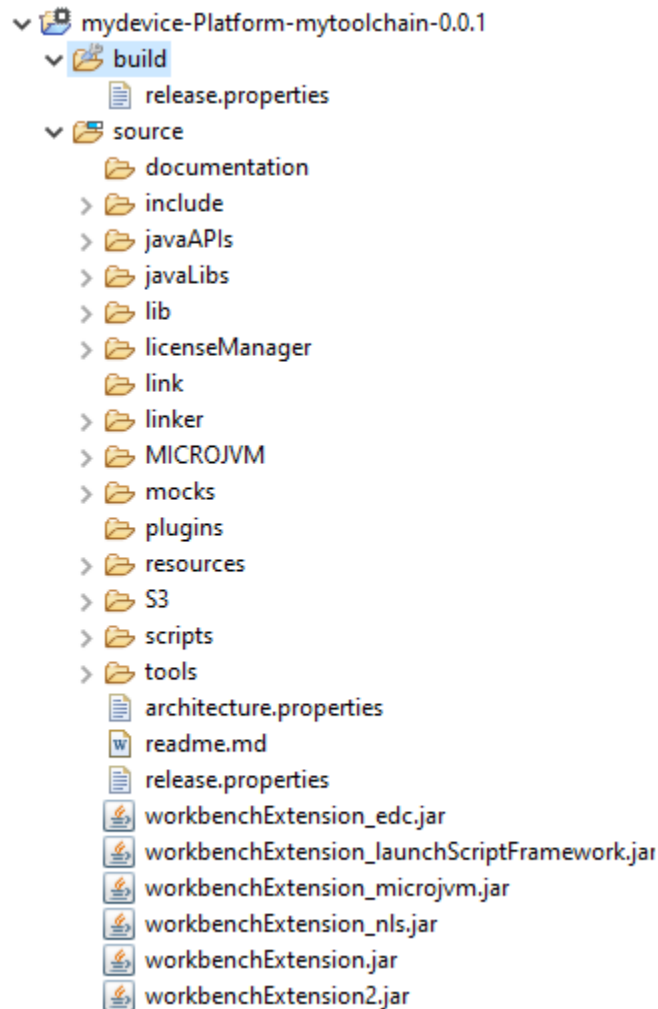 mydevice-Platform-mytoolchain-0.0.1
build
release.properties
source
documentation
include
javaAPIs
javaLibs
lib
licenseManager
link
linker
MICROJVM
mocks
plugins
resources
S3
scripts
tools
architecture.properties
readme.md
release.properties
workbenchExtension_edc.jar
workbenchExtension_launchScriptFramework.jar
workbenchExtension_microjvm.jar
workbenchExtension_nls.jar
workbenchExtension.jar
workbenchExtension2.jar